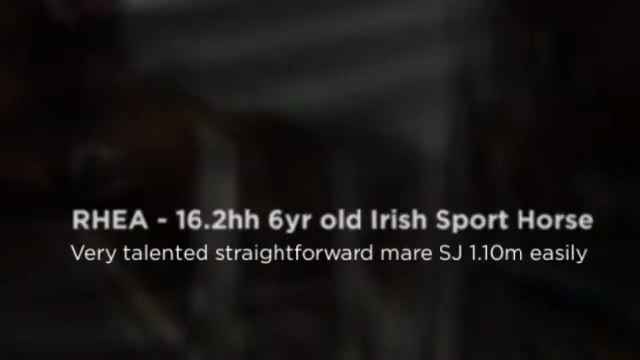 RHEA - 16.2hh 6yr old Irish Sport Horse
Very talented straightforward mare SJ 1.10m easily